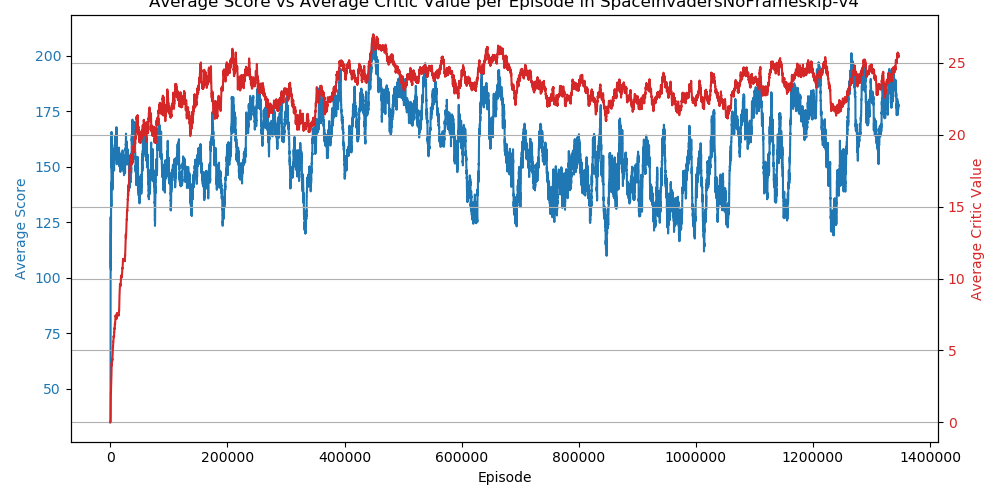 Average Score vs Average Critic Value per Episode in SpaceInvadersNoFrameskip-v4
200
175
150
125
100
75
50
Average Score
25
20
15
10
5
0
Average Critic Value
0 200000 400000 600000 800000 1000000 1200000 1400000
Episode